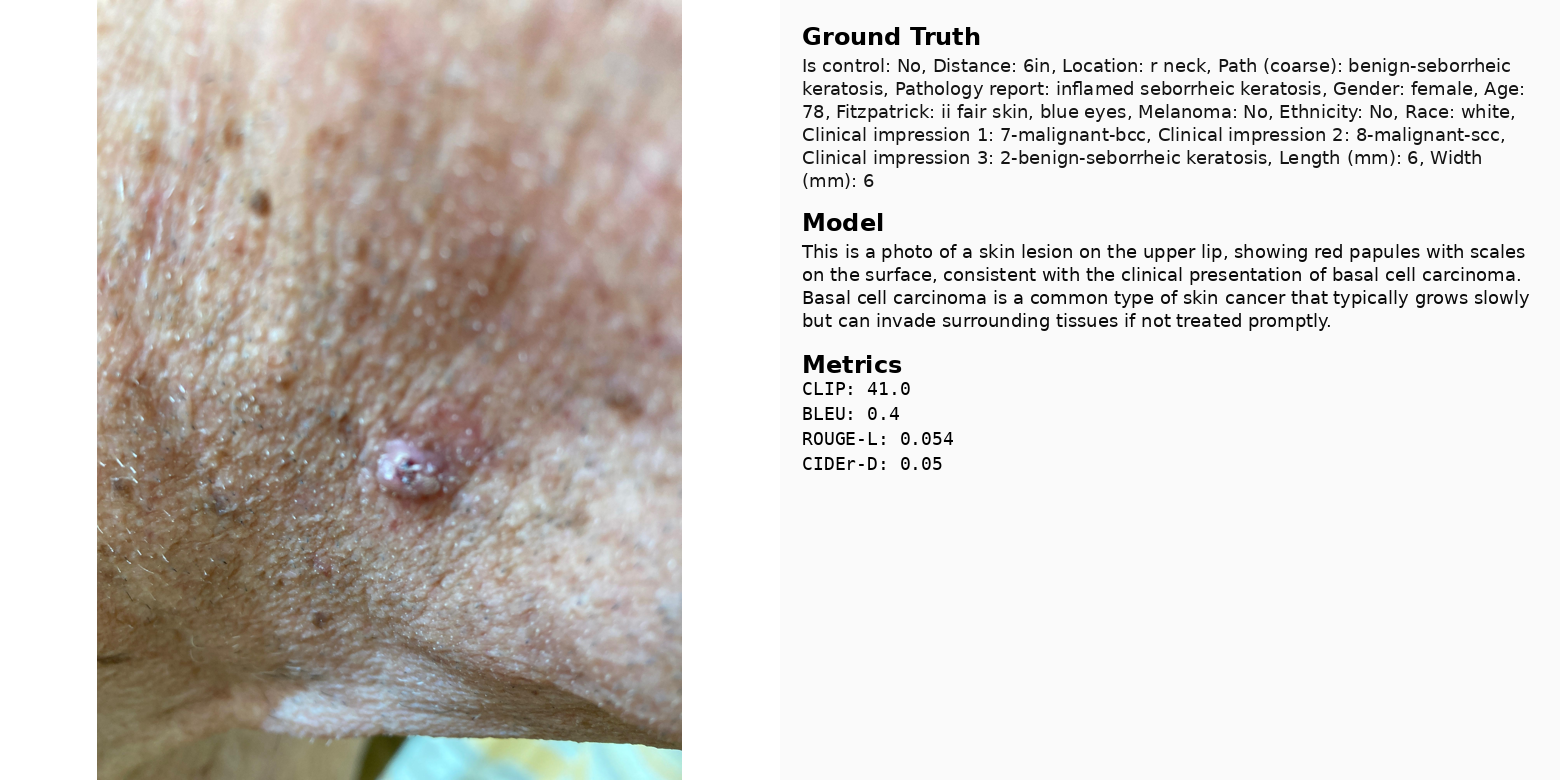 Ground Truth
Is control: No, Distance: 6in, Location: r neck, Path (coarse): benign-seborrheic
keratosis, Pathology report: inflamed seborrheic keratosis, Gender: female, Age:
78, Fitzpatrick: ii fair skin, blue eyes, Melanoma: No, Ethnicity: No, Race: white,
Clinical impression 1: 7-malignant-bcc, Clinical impression 2: 8-malignant-scc,
Clinical impression 3: 2-benign-seborrheic keratosis, Length (mm): 6, Width
(mm): 6
Model
This is a photo of a skin lesion on the upper lip, showing red papules with scales
on the surface, consistent with the clinical presentation of basal cell carcinoma.
Basal cell carcinoma is a common type of skin cancer that typically grows slowly
but can invade surrounding tissues if not treated promptly.
Metrics
CLIP: 41.0
BLEU: 0.4
ROUGE-L: 0.054
CIDEr-D: 0.05